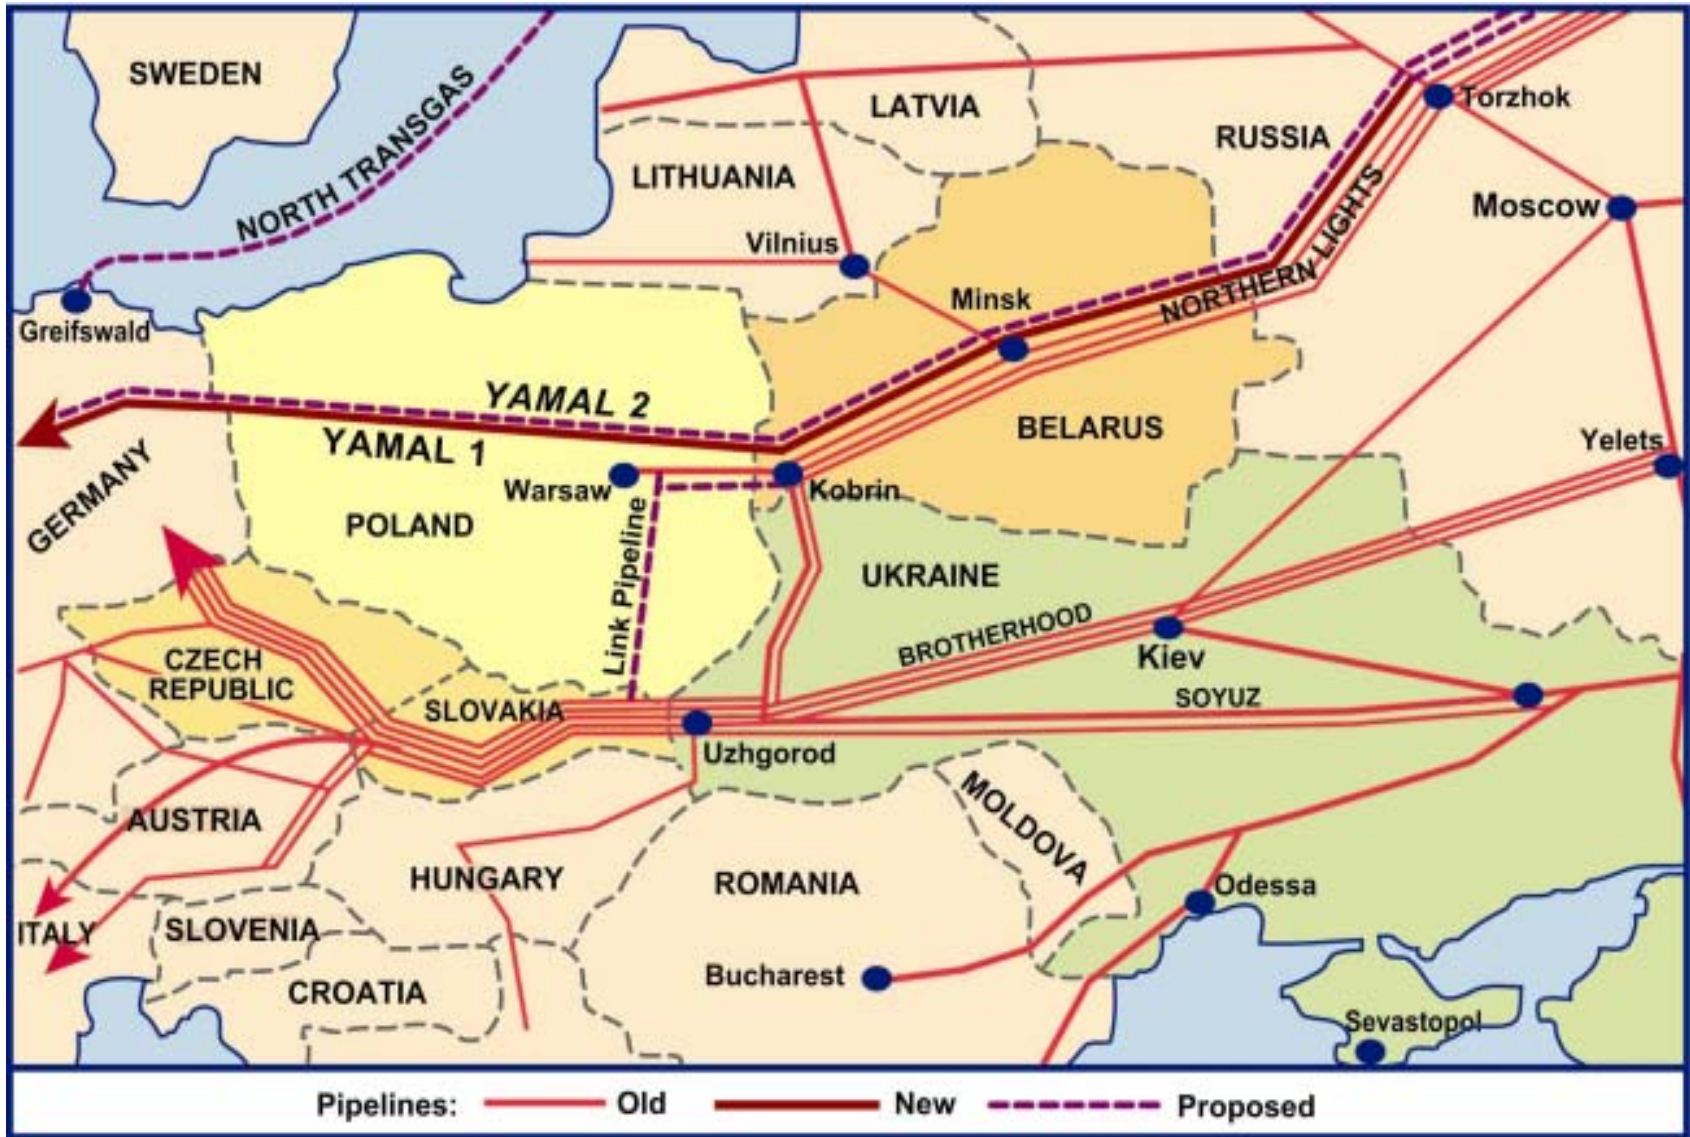 SWEDEN
NORTH TRANSGAS
LATVIA
Torzhok
RUSSIA
LITHUANIA
Moscow
NORTHERN LIGHTS
Vilnius
Minsk
Greifswald
YAMAL 2
YAMAL 1
BELARUS
Yelets
GERMANY
Warsaw
Kobrin
POLAND
Link Pipeline
UKRAINE
BROTHERHOOD
Kiev
CZECH
REPUBLIC
SLOVAKIA
SOYUZ
Uzhgorod
MOLDOVA
AUSTRIA
HUNGARY
ROMANIA
Odessa
ITALY
SLOVENIA
Bucharest
CROATIA
Sevastopol
Pipelines: Old New Proposed